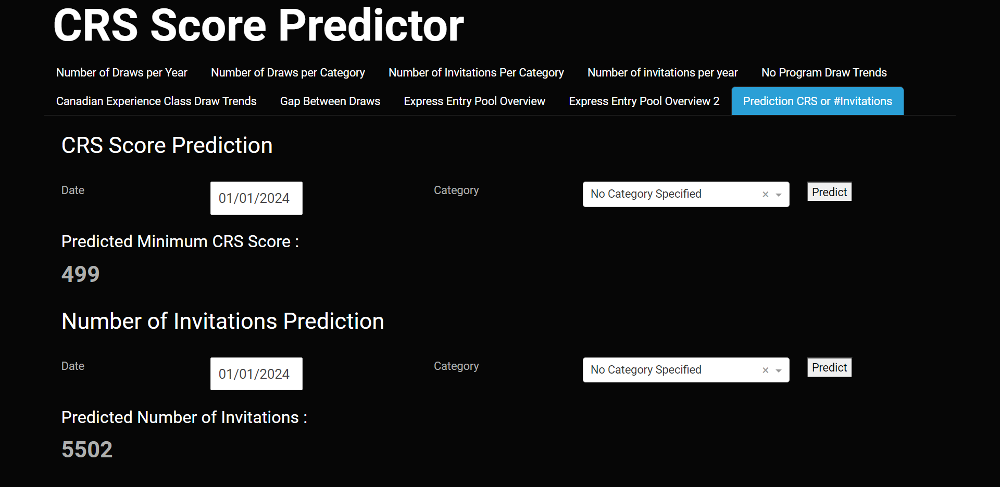 CRS Score Predictor
Number of Draws per Year Number of Draws per Category Number of Invitations Per Category Number of invitations per year No Program Draw Trends
Canadian Experience Class Draw Trends Gap Between Draws Express Entry Pool Overview Express Entry Pool Overview 2 Prediction CRS or #Invitations
CRS Score Prediction
Date 01/01/2024 Category No Category Specified × Predict
Predicted Minimum CRS Score :
499
Number of Invitations Prediction
Date 01/01/2024 Category No Category Specified × Predict
Predicted Number of Invitations :
5502